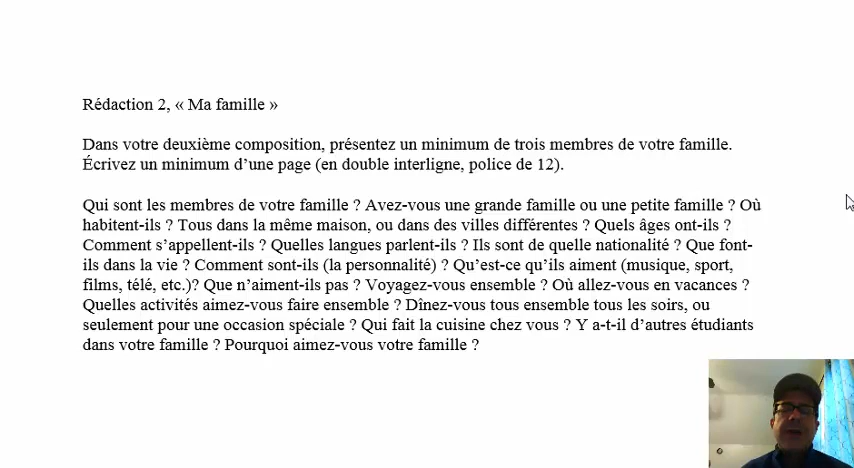 Rédaction 2, « Ma famille »
Dans votre deuxième composition, présentez un minimum de trois membres de votre famille.
Écrivez un minimum d’une page (en double interligne, police de 12).
Qui sont les membres de votre famille ? Avez-vous une grande famille ou une petite famille ? Où
habitent-ils ? Tous dans la même maison, ou dans des villes différentes ? Quels âges ont-ils ?
Comment s’appellent-ils ? Quelles langues parlent-ils ? Ils sont de quelle nationalité ? Que font-
ils dans la vie ? Comment sont-ils (la personnalité) ? Qu’est-ce qu’ils aiment (musique, sport,
films, télé, etc.)? Que n’aiment-ils pas ? Voyagez-vous ensemble ? Où allez-vous en vacances ?
Quelles activités aimez-vous faire ensemble ? Dînez-vous tous ensemble tous les soirs, ou
seulement pour une occasion spéciale ? Qui fait la cuisine chez vous ? Y a-t-il d’autres étudiants
dans votre famille ? Pourquoi aimez-vous votre famille ?